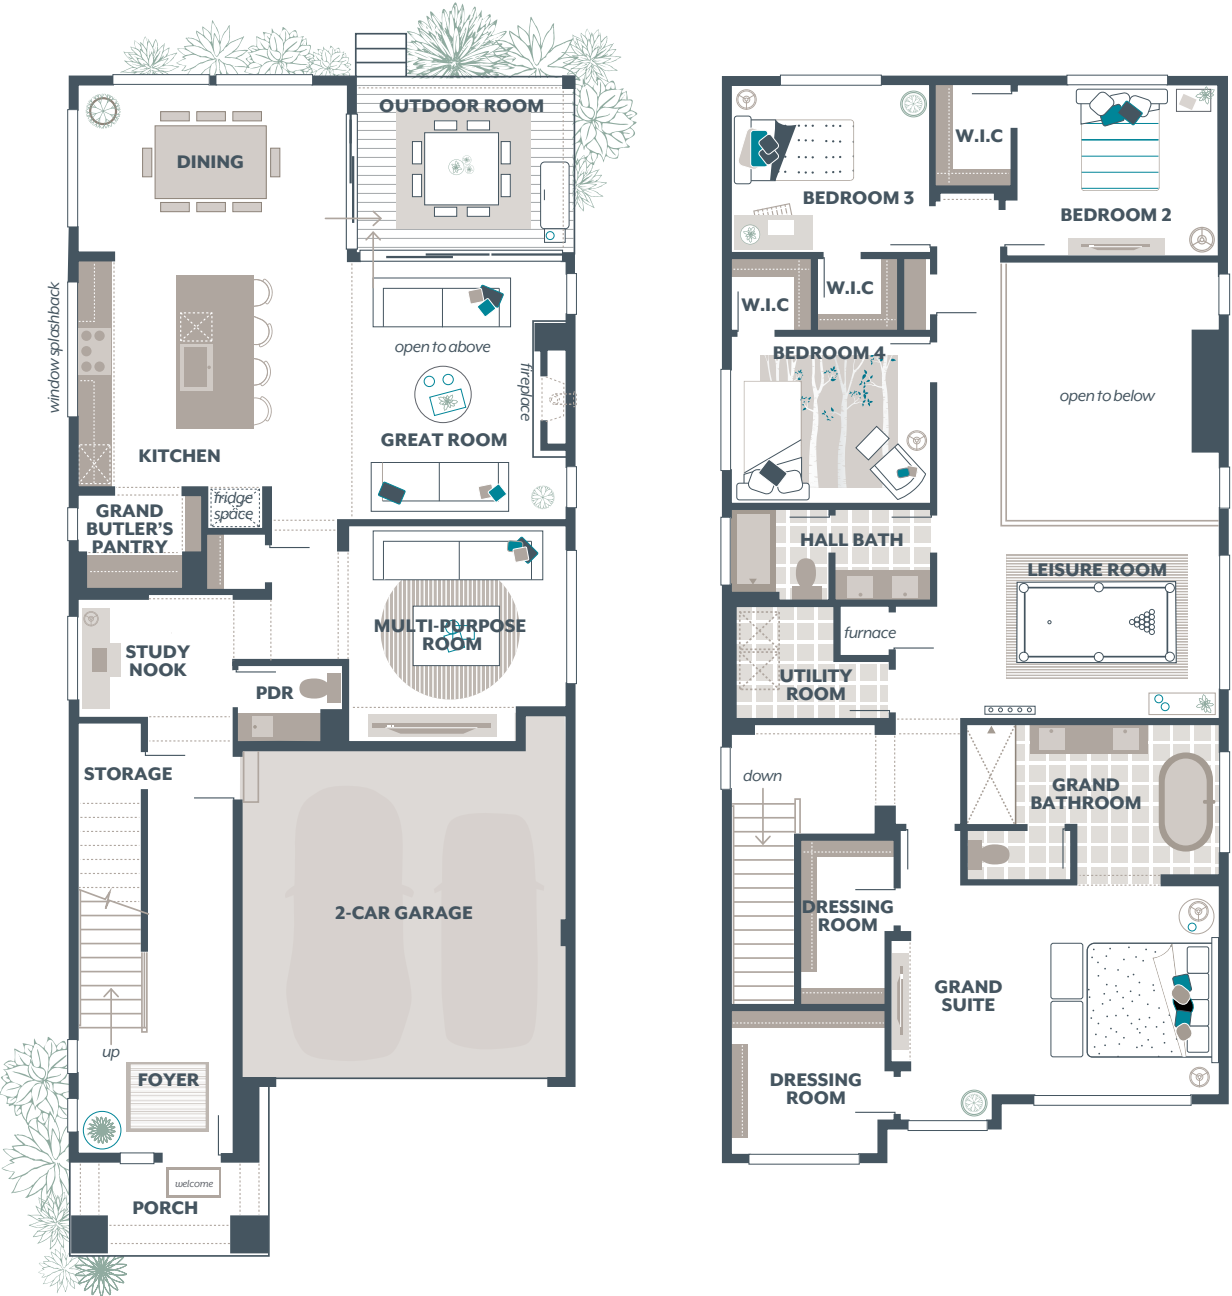 OUTDOOR ROOM
DINING
window splashback
open to above
fireplace
GREAT ROOM
KITCHEN
fridge
space
GRAND
BUTLER'S
PANTRY
MULTI-PURPOSE
ROOM
STUDY
NOOK
PDR
STORAGE
2-CAR GARAGE
up
FOYER
welcome
PORCH
W.I.C
BEDROOM 3
BEDROOM 2
W.I.C
W.I.C
BEDROOM 4
open to below
HALL BATH
LEISURE ROOM
furnace
UTILITY
ROOM
down
GRAND
BATHROOM
DRESSING
ROOM
GRAND
SUITE
DRESSING
ROOM